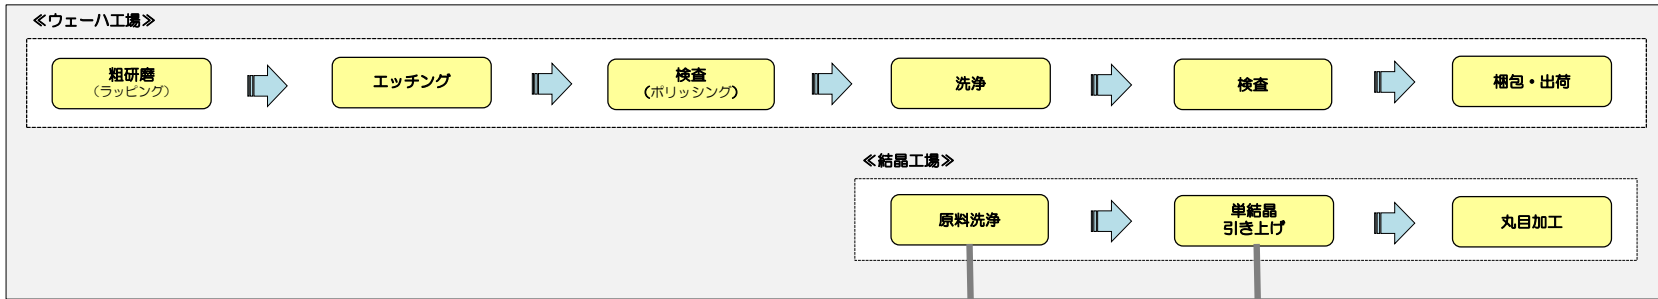 ≪ウェーハ工場≫
粗研磨
（ラッピング）
エッチング
検査
（ポリッシング）
洗浄
検査
梱包・出荷
≪結晶工場≫
原料洗浄
単結晶
引き上げ
丸目加工